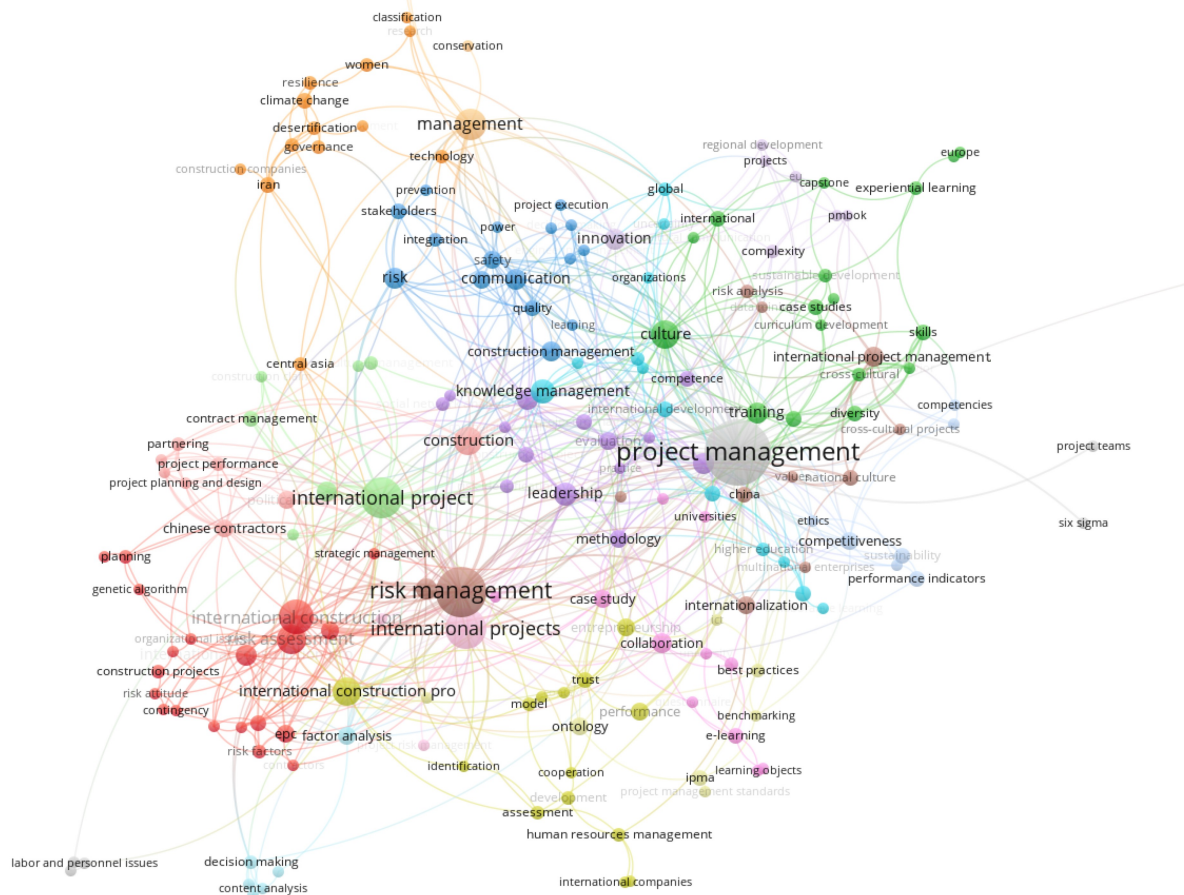 classification
research
conservation
women
resilience
climate change
management
desertification
governance
technology
regional development
projects
europe
construction companies
iran
eu
capstone
experiential learning
prevention
global
stakeholders
project execution
international
pmbok
power
integration
innovation
complexity
safety
risk
communication
organizations
sustainable development
risk analysis
quality
case studies
learning
curriculum development
culture
skills
construction management
international project management
central asia
cross-cultural
competence
knowledge management
international development
training
diversity
competencies
contract management
cross-cultural projects
partnering
construction
evaluation
project management
project teams
project performance
practice
project planning and design
values
national culture
international project
leadership
china
universities
ethics
six sigma
chinese contractors
methodology
competitiveness
strategic management
higher education
sustainability
planning
multinational enterprises
performance indicators
genetic algorithm
risk management
case study
internationalization
international construction
ict
international projects
entrepreneurship
risk assessment
collaboration
construction projects
best practices
trust
risk attitude
international construction pro
model
contingency
performance
benchmarking
ontology
epc
factor analysis
e-learning
risk factors
identification
cooperation
learning objects
ipma
project management standards
development
assessment
human resources management
labor and personnel issues
decision making
international companies
content analysis